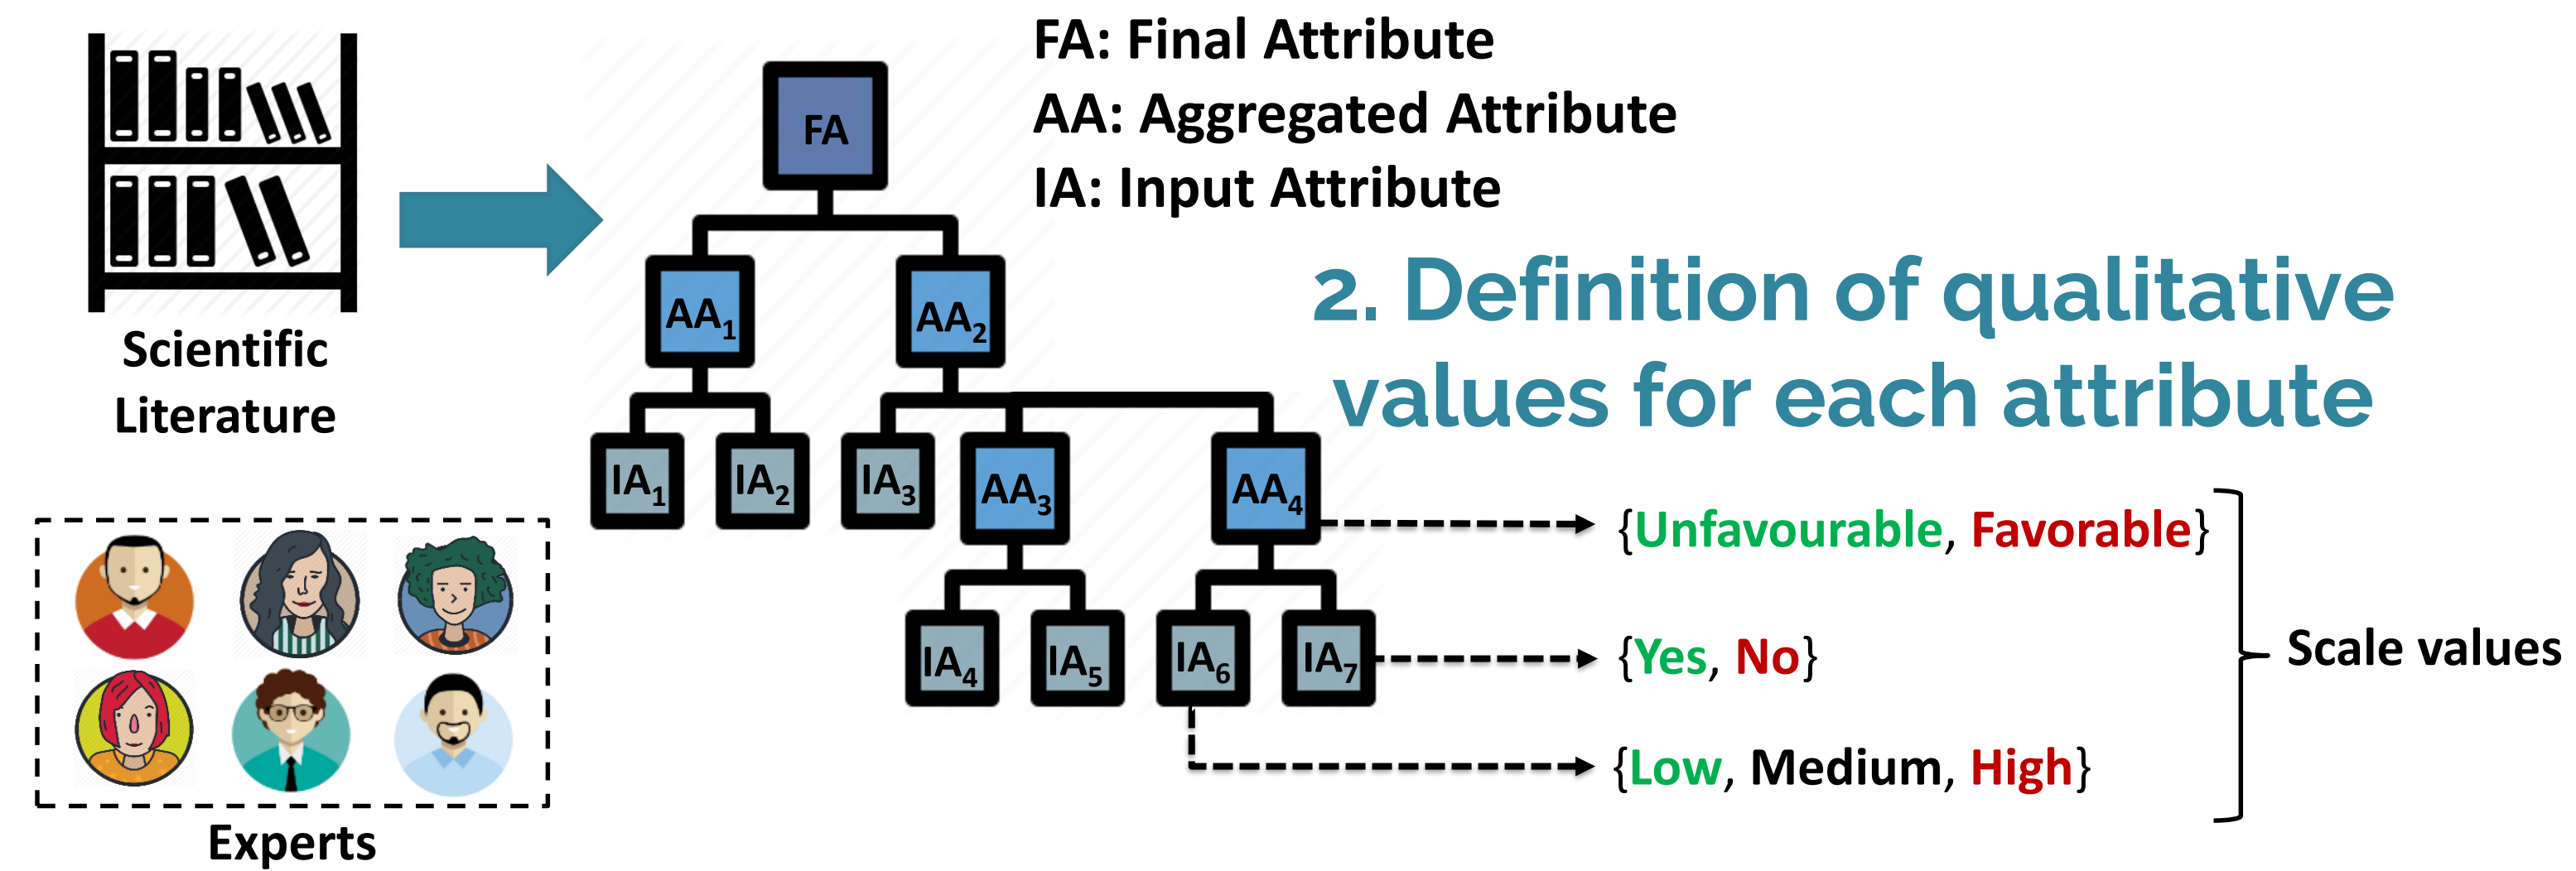 FA: Final Attribute
AA: Aggregated Attribute
IA: Input Attribute
Scientific
Literature
FA
AA1
AA2
IA1
IA2
IA3
AA3
AA4
IA4
IA5
IA6
IA7
2. Definition of qualitative
values for each attribute
{Unfavourable, Favorable}
{Yes, No}
{Low, Medium, High}
Scale values
Experts